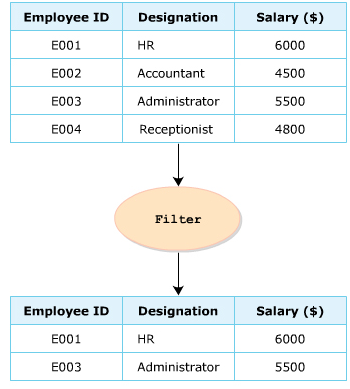 Employee ID Designation Salary ($)
E001 HR 6000
E002 Accountant 4500
E003 Administrator 5500
E004 Receptionist 4800
Filter
Employee ID Designation Salary ($)
E001 HR 6000
E003 Administrator 5500